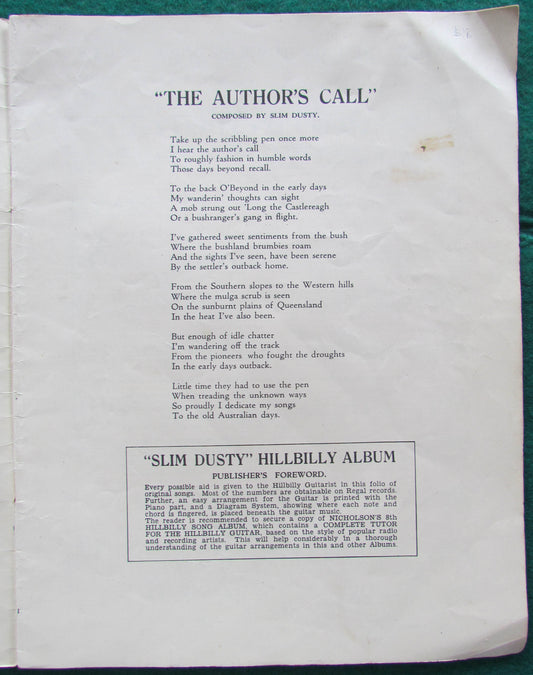 "THE AUTHOR'S CALL"
COMPOSED BY SLIM DUSTY.
Take up the scribbling pen once more
I hear the author's call
To roughly fashion in humble words
Those days beyond recall.
To the back O'Beyond in the early days
My wanderin' thoughts can sight
A mob strung out 'Long the Castlereagh
Or a bushranger's gang in flight.
I've gathered sweet sentiments from the bush
Where the bushland brumbies roam
And the sights I've seen, have been serene
By the settler's outback home.
From the Southern slopes to the Western hills
Where the mulga scrub is seen
On the sunburnt plains of Queensland
In the heat I've also been.
But enough of idle chatter
I'm wandering off the track
From the pioneers who fought the droughts
In the early days outback.
Little time they had to use the pen
When treading the unknown ways
So proudly I dedicate my songs
To the old Australian days.
"SLIM DUSTY" HILLBILLY ALBUM
PUBLISHER'S FOREWORD.
Every possible aid is given to the Hillbilly Guitarist in this folio of
original songs. Most of the numbers are obtainable on Regal records.
Further, an easy arrangement for the Guitar is printed with the
Piano part, and a Diagram System, showing where each note and
chord is fingered, is placed beneath the guitar music.
The reader is recommended to secure a copy of NICHOLSON'S 8th
HILLBILLY SONG ALBUM, which contains a COMPLETE TUTOR
FOR THE HILLBILLY GUITAR, based on the style of popular radio
and recording artists. This will help considerably in a thorough
understanding of the guitar arrangements in this and other Albums.